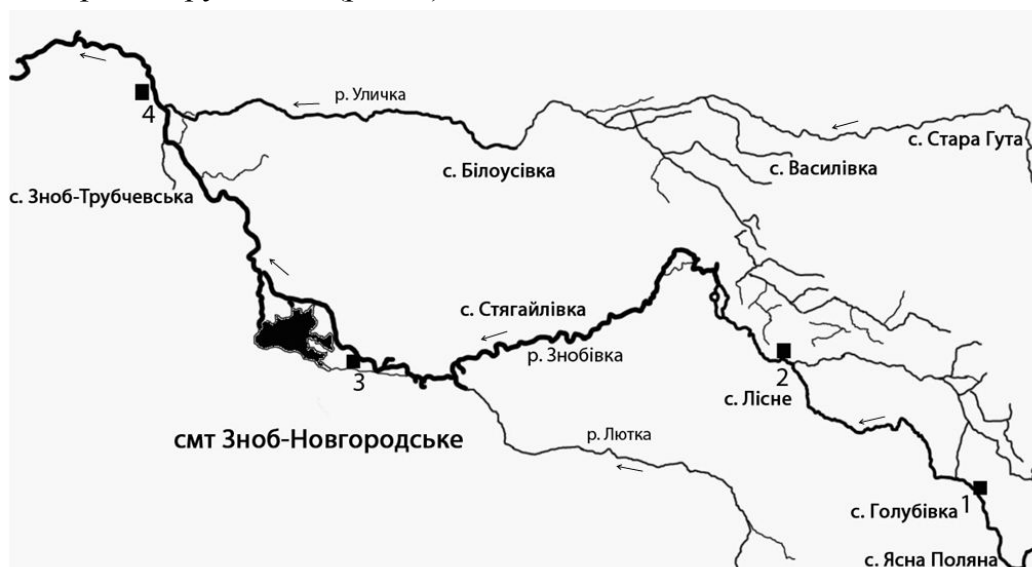 р. Уличка
4
с. Стара Гута
с. Білоусівка
с. Василівка
с. Зноб-Трубчевська
с. Стягайлівка
р. Знобівка
3
2
с. Лісне
смт Зноб-Новгородське
р. Лютка
1
с. Голубівка
с. Ясна Поляна